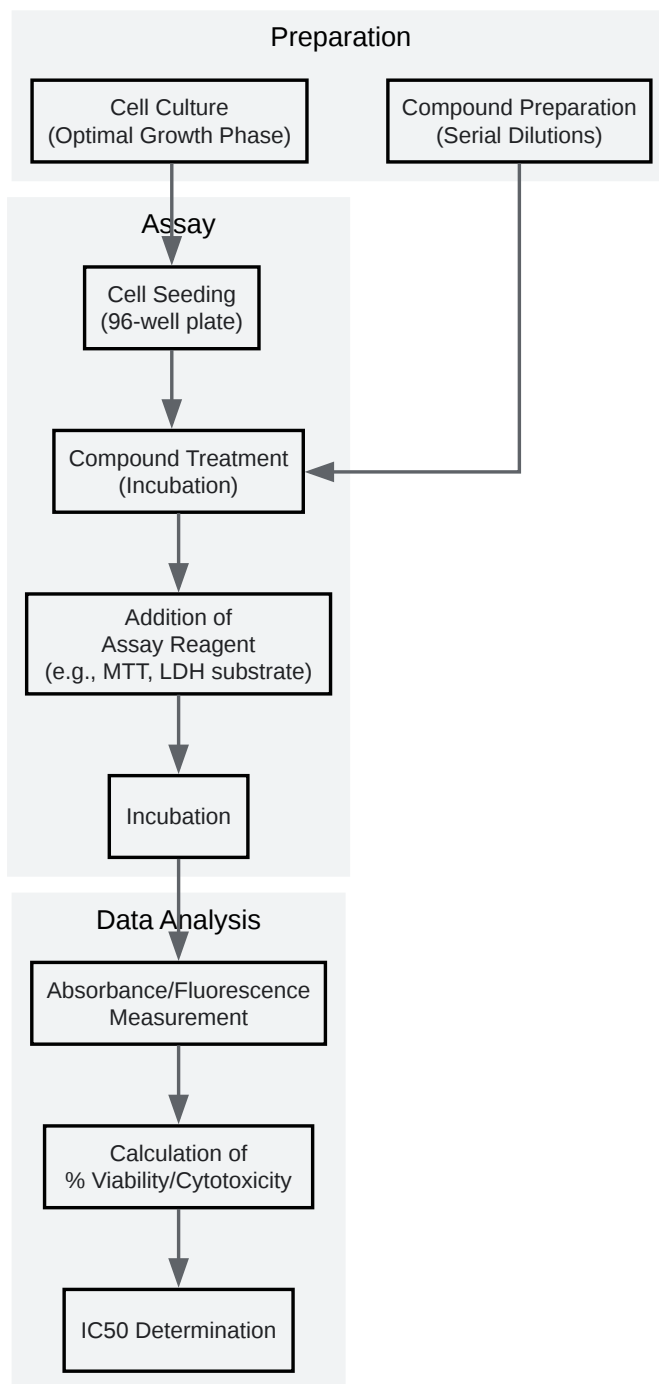 Preparation
Cell Culture
(Optimal Growth Phase)
Compound Preparation
(Serial Dilutions)
Assay
Cell Seeding
(96-well plate)
Compound Treatment
(Incubation)
Addition of
Assay Reagent
(e.g., MTT, LDH substrate)
Incubation
Data Analysis
Absorbance/Fluorescence
Measurement
Calculation of
% Viability/Cytotoxicity
IC50 Determination